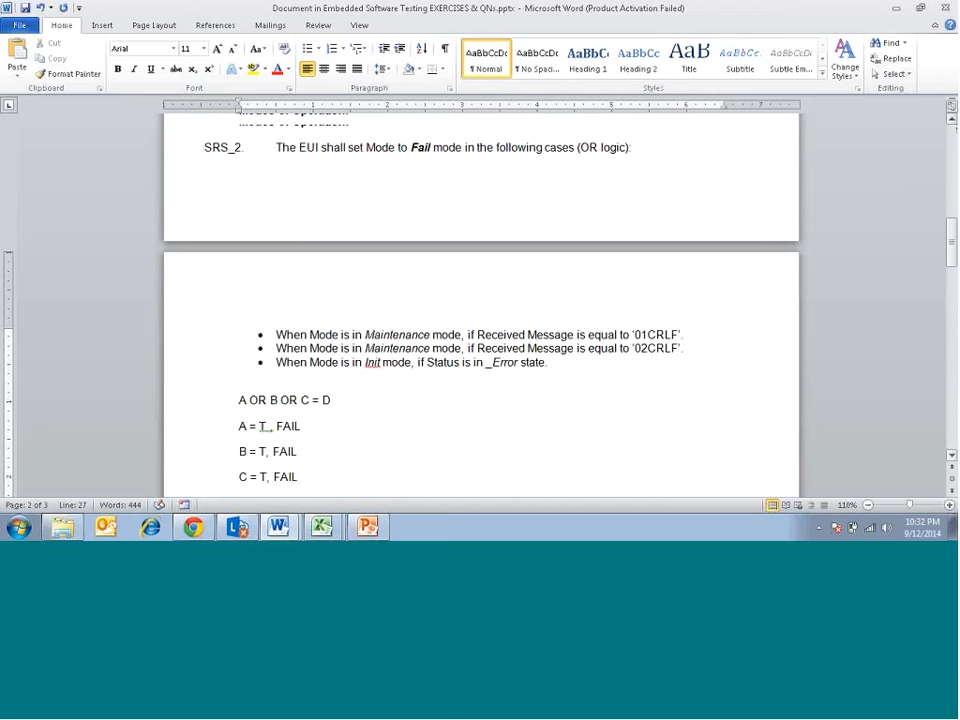 Document in Embedded Software Testing EXERCISES & QNs.pptx - Microsoft Word (Product Activation Failed)
File Home Insert Page Layout References Mailings Review View
Paste
Cut
Copy
Format Painter
Clipboard
Arial 11
Font
Paragraph
AaBbCcDc AaBbCcDc AaBbC AaBbCc AaB AaBbCc. AaBbCcDc
¶ Normal ¶ No Spaci... Heading 1 Heading 2 Title Subtitle Subtle Em...
Styles
Change Styles
Find
Replace
Select
Editing
Modes of Operation.
SRS_2. The EUI shall set Mode to Fail mode in the following cases (OR logic):
• When Mode is in Maintenance mode, if Received Message is equal to '01CRLF'.
• When Mode is in Maintenance mode, if Received Message is equal to '02CRLF'.
• When Mode is in Init mode, if Status is in _Error state.
A OR B OR C = D
A = T , FAIL
B = T, FAIL
C = T, FAIL
Page: 2 of 3 Line: 27 Words: 444 118%
10:32 PM
9/12/2014